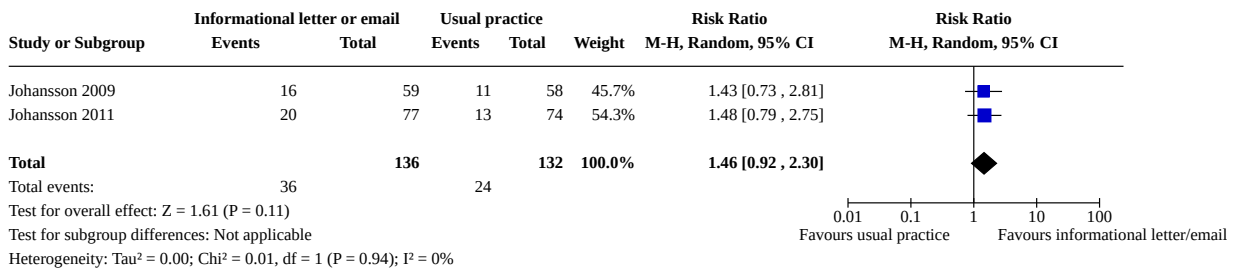 Informational letter or email Usual practice Risk Ratio Risk Ratio
Study or Subgroup Events Total Events Total Weight M-H, Random, 95% CI M-H, Random, 95% CI
Johansson 2009 16 59 11 58 45.7% 1.43 [0.73 , 2.81]
Johansson 2011 20 77 13 74 54.3% 1.48 [0.79 , 2.75]
Total 136 132 100.0% 1.46 [0.92 , 2.30]
Total events: 36 24
Test for overall effect: Z = 1.61 (P = 0.11) 0.01 0.1 1 10 100
Test for subgroup differences: Not applicable Favours usual practice Favours informational letter/email
Heterogeneity: Tau² = 0.00; Chi² = 0.01, df = 1 (P = 0.94); I² = 0%